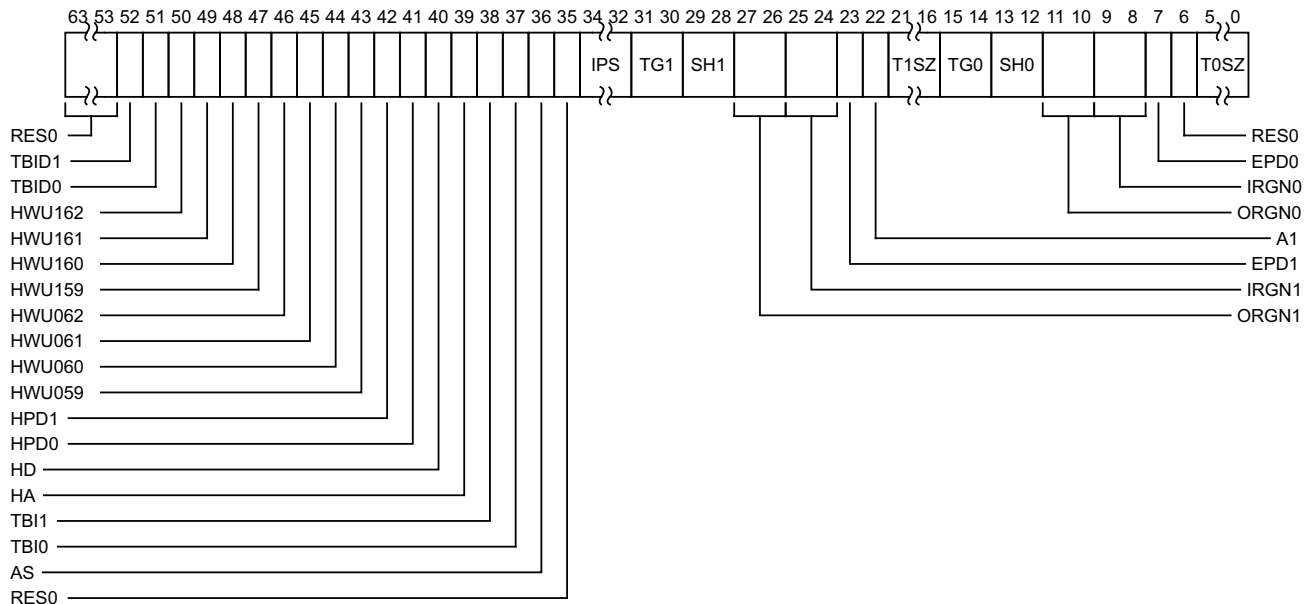 63 53 52 51 50 49 48 47 46 45 44 43 42 41 40 39 38 37 36 35 34 32 31 30 29 28 27 26 25 24 23 22 21 16 15 14 13 12 11 10 9 8 7 6 5 0
IPS TG1 SH1 T1SZ TG0 SH0 T0SZ
RES0 RES0
TBID1 EPD0
TBID0 IRGN0
HWU162 ORGN0
HWU161 A1
HWU160 EPD1
HWU159 IRGN1
HWU062 ORGN1
HWU061
HWU060
HWU059
HPD1
HPD0
HD
HA
TBI1
TBI0
AS
RES0